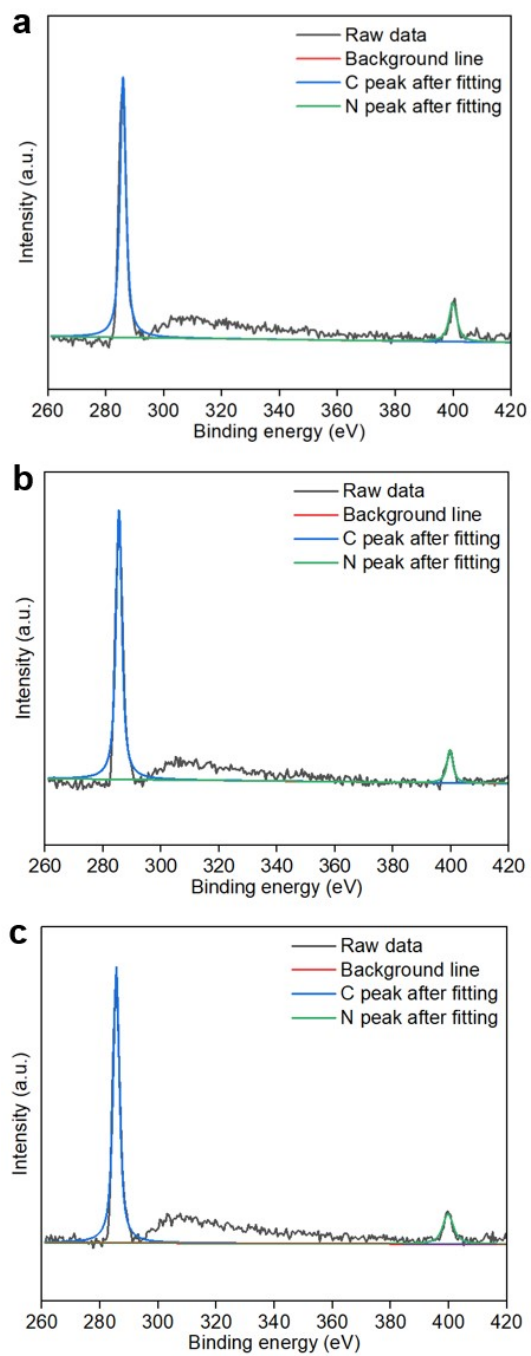 a
Raw data
Background line
C peak after fitting
N peak after fitting
Intensity (a.u.)
260 280 300 320 340 360 380 400 420
Binding energy (eV)
b
Raw data
Background line
C peak after fitting
N peak after fitting
Intensity (a.u.)
260 280 300 320 340 360 380 400 420
Binding energy (eV)
c
Raw data
Background line
C peak after fitting
N peak after fitting
Intensity (a.u.)
260 280 300 320 340 360 380 400 420
Binding energy (eV)